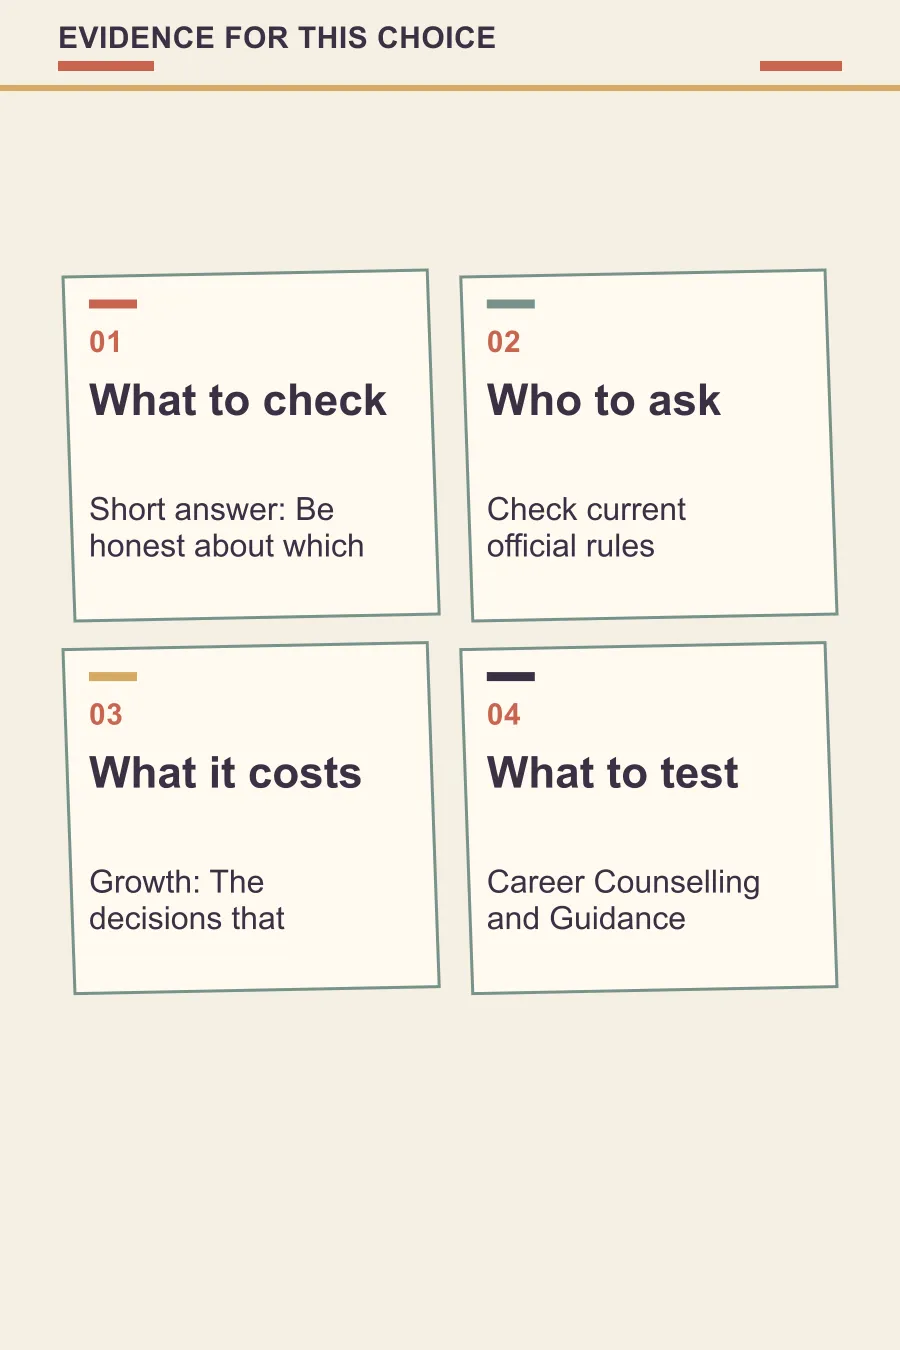 EVIDENCE FOR THIS CHOICE
01
What to check
Short answer: Be
honest about which
02
Who to ask
Check current
official rules
03
What it costs
Growth: The
decisions that
04
What to test
Career Counselling
and Guidance